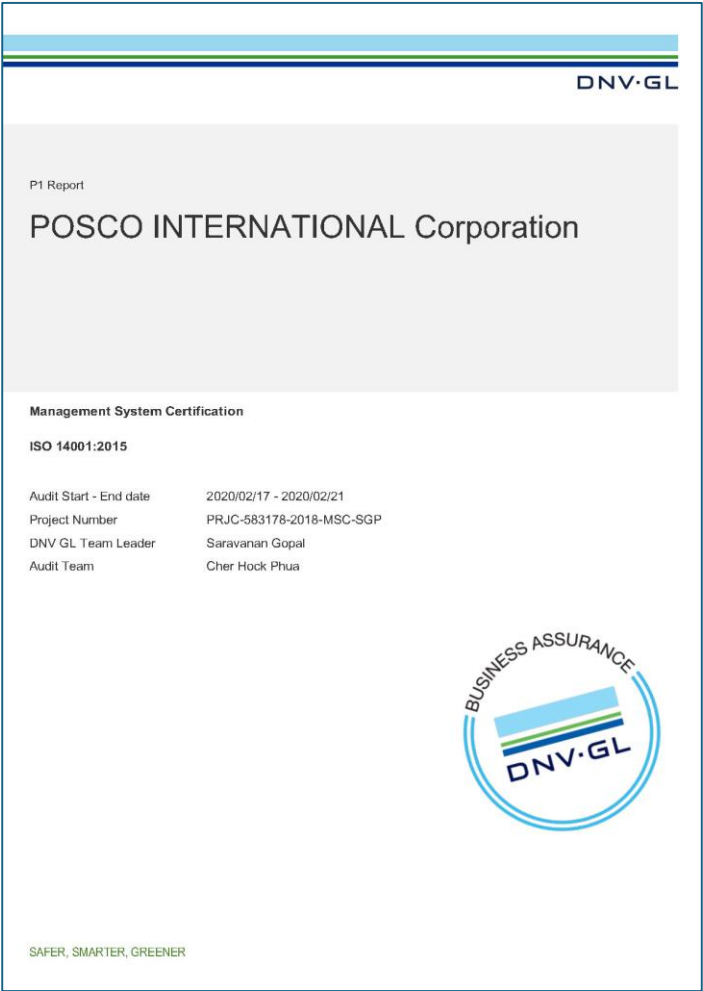 DNV·GL
P1 Report
POSCO INTERNATIONAL Corporation
Management System Certification
ISO 14001:2015
Audit Start - End date 2020/02/17 - 2020/02/21
Project Number PRJC-583178-2018-MSC-SGP
DNV GL Team Leader Saravanan Gopal
Audit Team Cher Hock Phua
BUSINESS ASSURANCE
DNV·GL
SAFER, SMARTER, GREENER